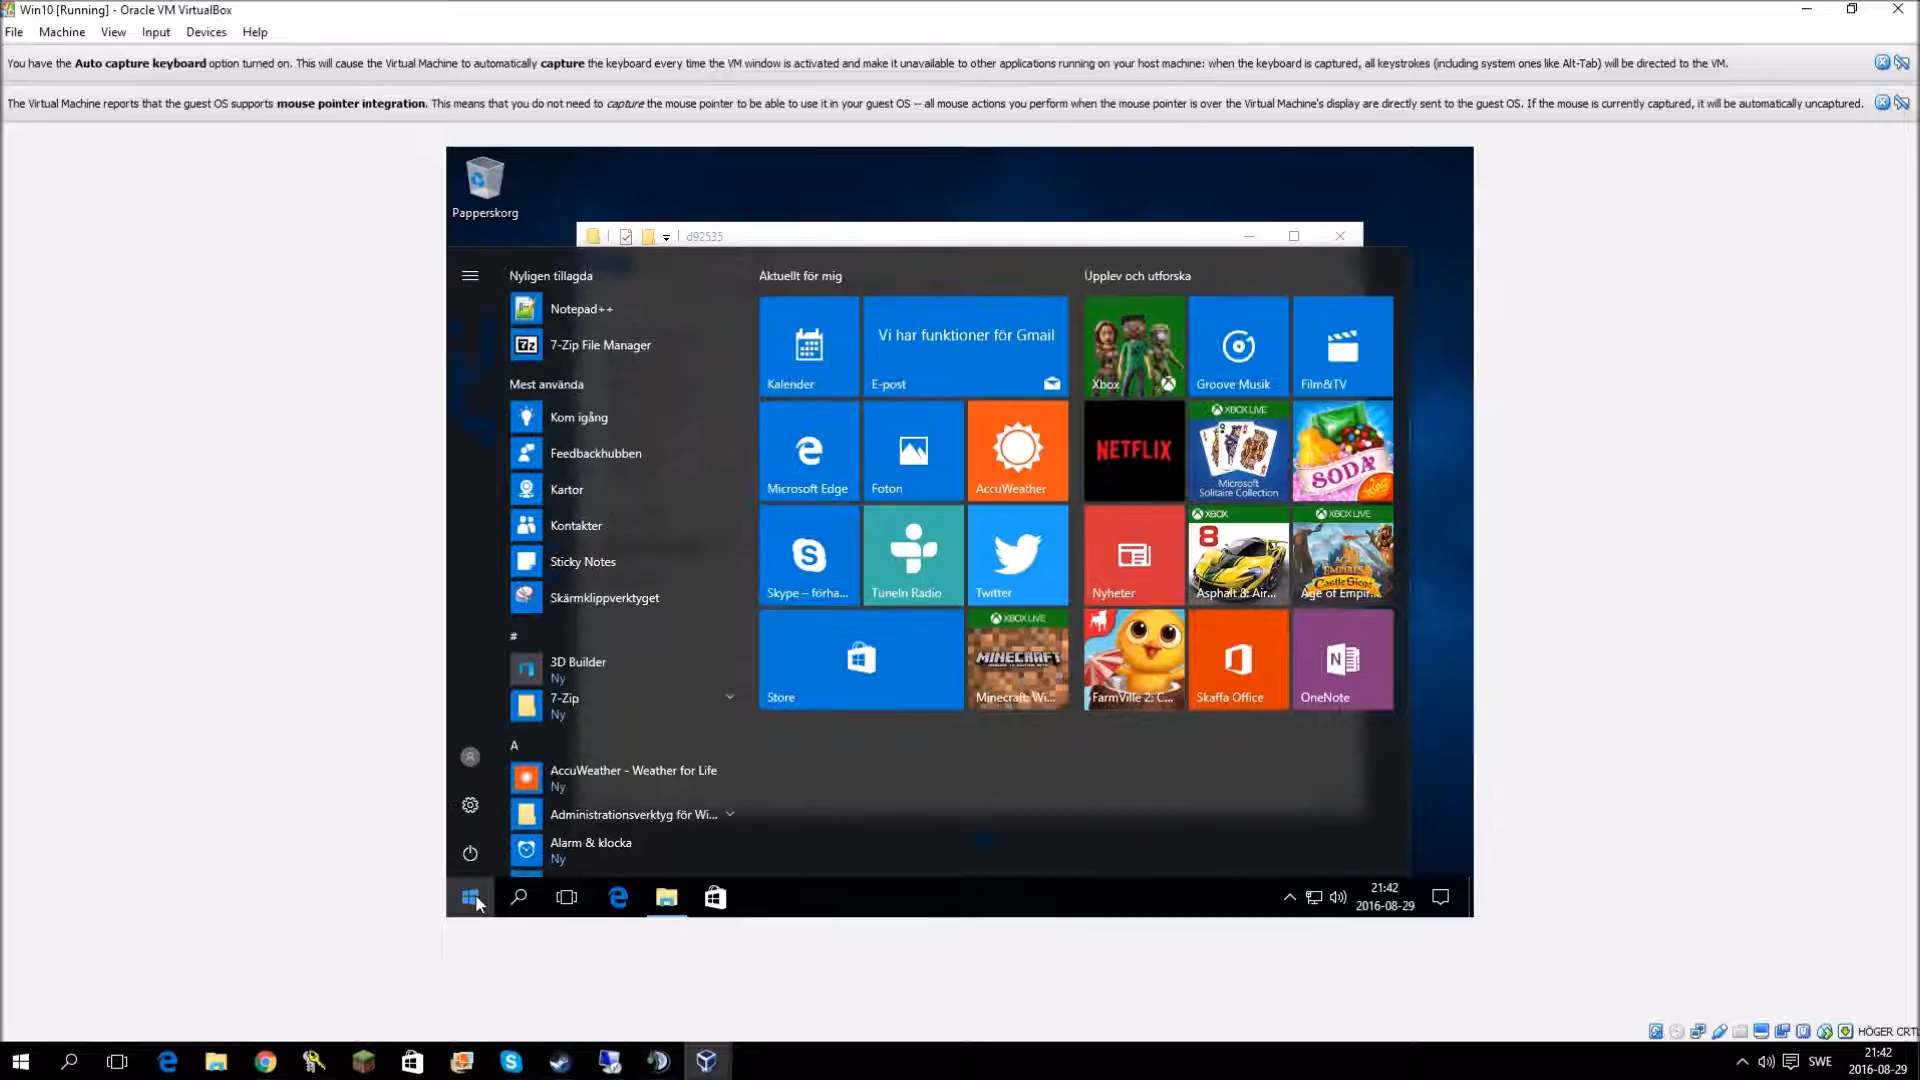 Win10 [Running] - Oracle VM VirtualBox
File Machine View Input Devices Help
You have the Auto capture keyboard option turned on. This will cause the Virtual Machine to automatically capture the keyboard every time the VM window is activated and make it unavailable to other applications running on your host machine: when the keyboard is captured, all keystrokes (including system ones like Alt-Tab) will be directed to the VM.
The Virtual Machine reports that the guest OS supports mouse pointer integration. This means that you do not need to capture the mouse pointer to be able to use it in your guest OS -- all mouse actions you perform when the mouse pointer is over the Virtual Machine's display are directly sent to the guest OS. If the mouse is currently captured, it will be automatically uncaptured.
Papperskorg
d92535
Nyligen tillagda
Notepad++
7-Zip File Manager
Mest använda
Kom igång
Feedbackhubben
Kartor
Kontakter
Sticky Notes
Skärmklippverktyget
#
3D Builder
Ny
7-Zip
Ny
A
AccuWeather - Weather for Life
Ny
Administrationsverktyg för Wi...
Alarm & klocka
Ny
Aktuellt för mig
Kalender
Vi har funktioner för Gmail
E-post
Microsoft Edge
Foton
AccuWeather
Skype – förha...
TuneIn Radio
Twitter
Store
XBOX LIVE
MINECRAFT
Minecraft: Wi...
Upplev och utforska
Xbox
Groove Musik
Film&TV
NETFLIX
XBOX LIVE
Microsoft
Solitaire Collection
SODA
Nyheter
XBOX
8
Asphalt 8: Air...
XBOX LIVE
AGE OF
EMPIRES
Castle Siege
Age of Empir...
FarmVille 2: C...
Skaffa Office
OneNote
21:42
2016-08-29
HÖGER CRTL
SWE
21:42
2016-08-29